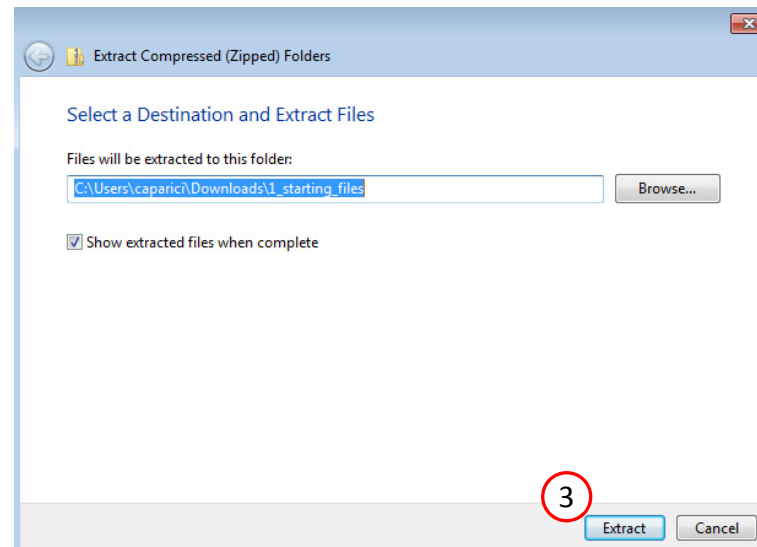 Extract Compressed (Zipped) Folders
Select a Destination and Extract Files
Files will be extracted to this folder:
C:\Users\caparici\Downloads\1_starting_files
Browse...
Show extracted files when complete
3
Extract
Cancel